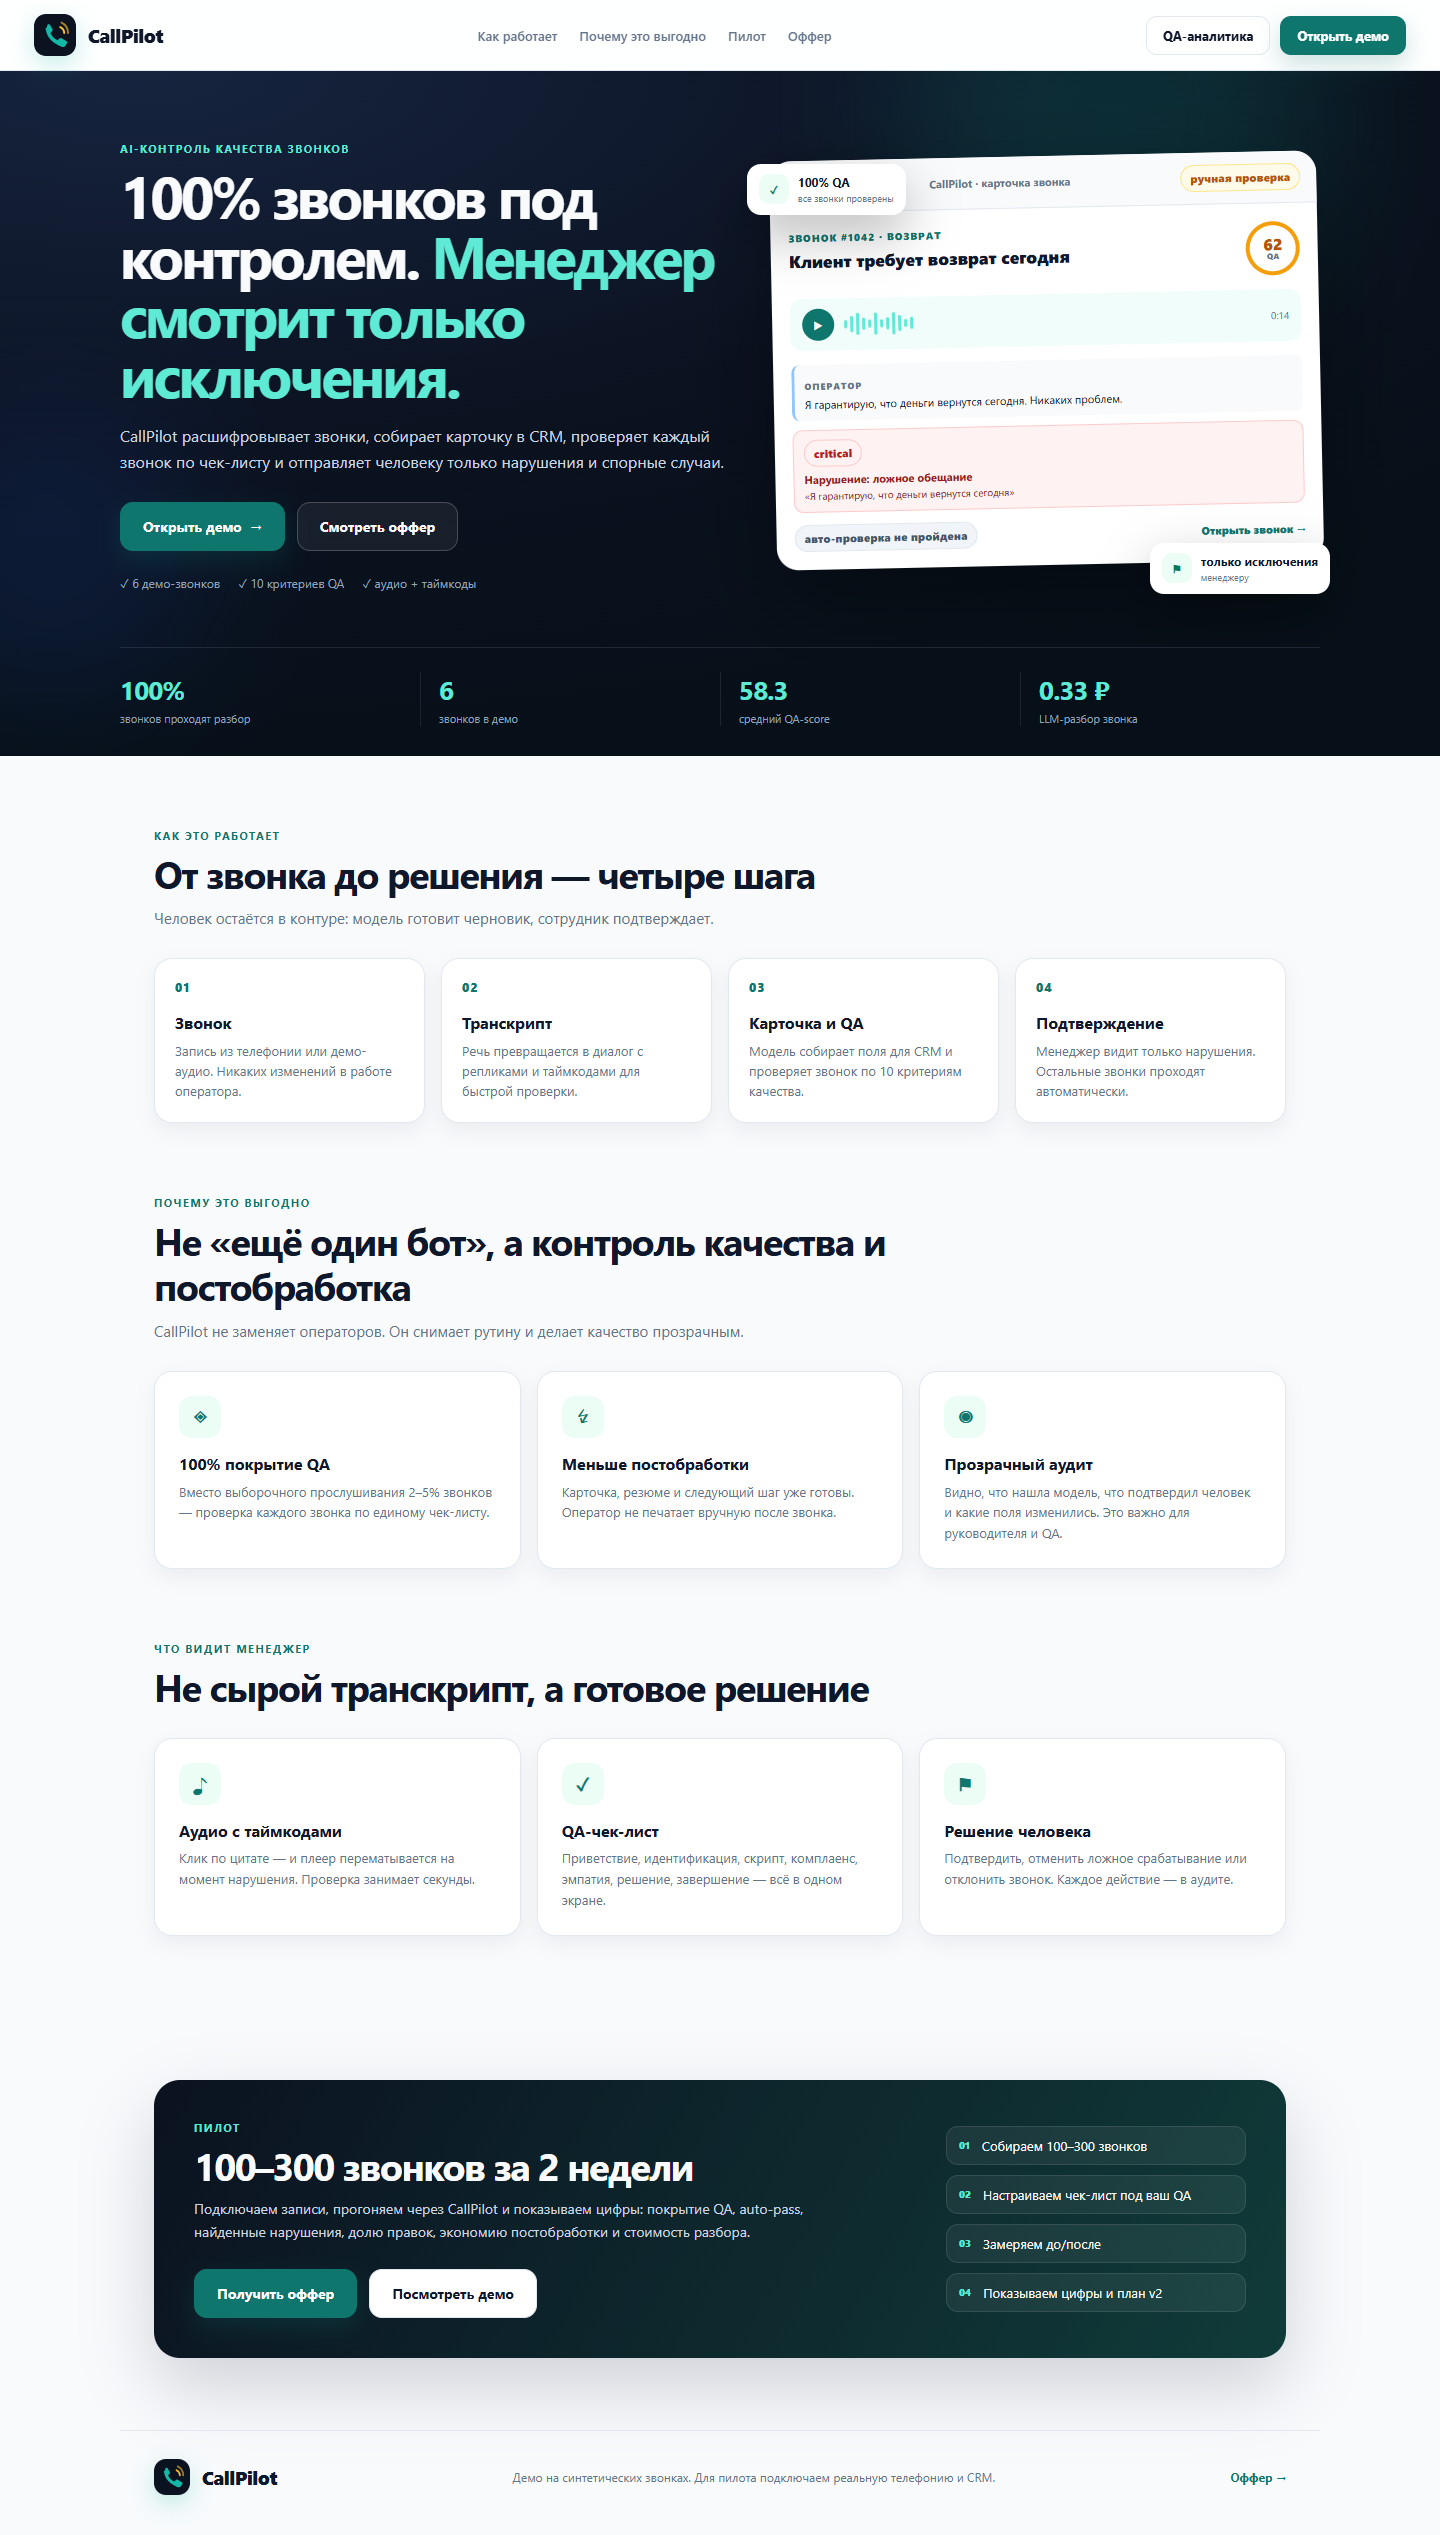 CallPilot
Как работает
Почему это выгодно
Пилот
Оффер
QA-аналитика
Открыть демо
AI-КОНТРОЛЬ КАЧЕСТВА ЗВОНКОВ
100% звонков под
контролем. Менеджер
смотрит только
исключения.
CallPilot расшифровывает звонки, собирает карточку в CRM, проверяет каждый
звонок по чек-листу и отправляет человеку только нарушения и спорные случаи.
Открыть демо →
Смотреть оффер
✓ 6 демо-звонков
✓ 10 критериев QA
✓ аудио + таймкоды
✓ 100% QA
все звонки проверены
CallPilot · карточка звонка
ручная проверка
ЗВОНОК #1042 · ВОЗВРАТ
Клиент требует возврат сегодня
62
QA
0:14
ОПЕРАТОР
Я гарантирую, что деньги вернутся сегодня. Никаких проблем.
critical
Нарушение: ложное обещание
«Я гарантирую, что деньги вернутся сегодня»
авто-проверка не пройдена
Открыть звонок →
только исключения
менеджеру
100%
звонков проходят разбор
6
звонков в демо
58.3
средний QA-score
0.33 ₽
LLM-разбор звонка
КАК ЭТО РАБОТАЕТ
От звонка до решения — четыре шага
Человек остаётся в контуре: модель готовит черновик, сотрудник подтверждает.
01
Звонок
Запись из телефонии или демо-
аудио. Никаких изменений в работе
оператора.
02
Транскрипт
Речь превращается в диалог с
репликами и таймкодами для
быстрой проверки.
03
Карточка и QA
Модель собирает поля для CRM и
проверяет звонок по 10 критериям
качества.
04
Подтверждение
Менеджер видит только нарушения.
Остальные звонки проходят
автоматически.
ПОЧЕМУ ЭТО ВЫГОДНО
Не «ещё один бот», а контроль качества и
постобработка
CallPilot не заменяет операторов. Он снимает рутину и делает качество прозрачным.
100% покрытие QA
Вместо выборочного прослушивания 2–5% звонков
— проверка каждого звонка по единому чек-листу.
Меньше постобработки
Карточка, резюме и следующий шаг уже готовы.
Оператор не печатает вручную после звонка.
Прозрачный аудит
Видно, что нашла модель, что подтвердил человек
и какие поля изменились. Это важно для
руководителя и QA.
ЧТО ВИДИТ МЕНЕДЖЕР
Не сырой транскрипт, а готовое решение
Аудио с таймкодами
Клик по цитате — и плеер перематывается на
момент нарушения. Проверка занимает секунды.
QA-чек-лист
Приветствие, идентификация, скрипт, комплаенс,
эмпатия, решение, завершение — всё в одном
экране.
Решение человека
Подтвердить, отменить ложное срабатывание или
отклонить звонок. Каждое действие — в аудите.
ПИЛОТ
100–300 звонков за 2 недели
Подключаем записи, прогоняем через CallPilot и показываем цифры: покрытие QA, auto-pass,
найденные нарушения, долю правок, экономию постобработки и стоимость разбора.
Получить оффер
Посмотреть демо
01 Собираем 100–300 звонков
02 Настраиваем чек-лист под ваш QA
03 Замеряем до/после
04 Показываем цифры и план v2
CallPilot
Демо на синтетических звонках. Для пилота подключаем реальную телефонию и CRM.
Оффер →